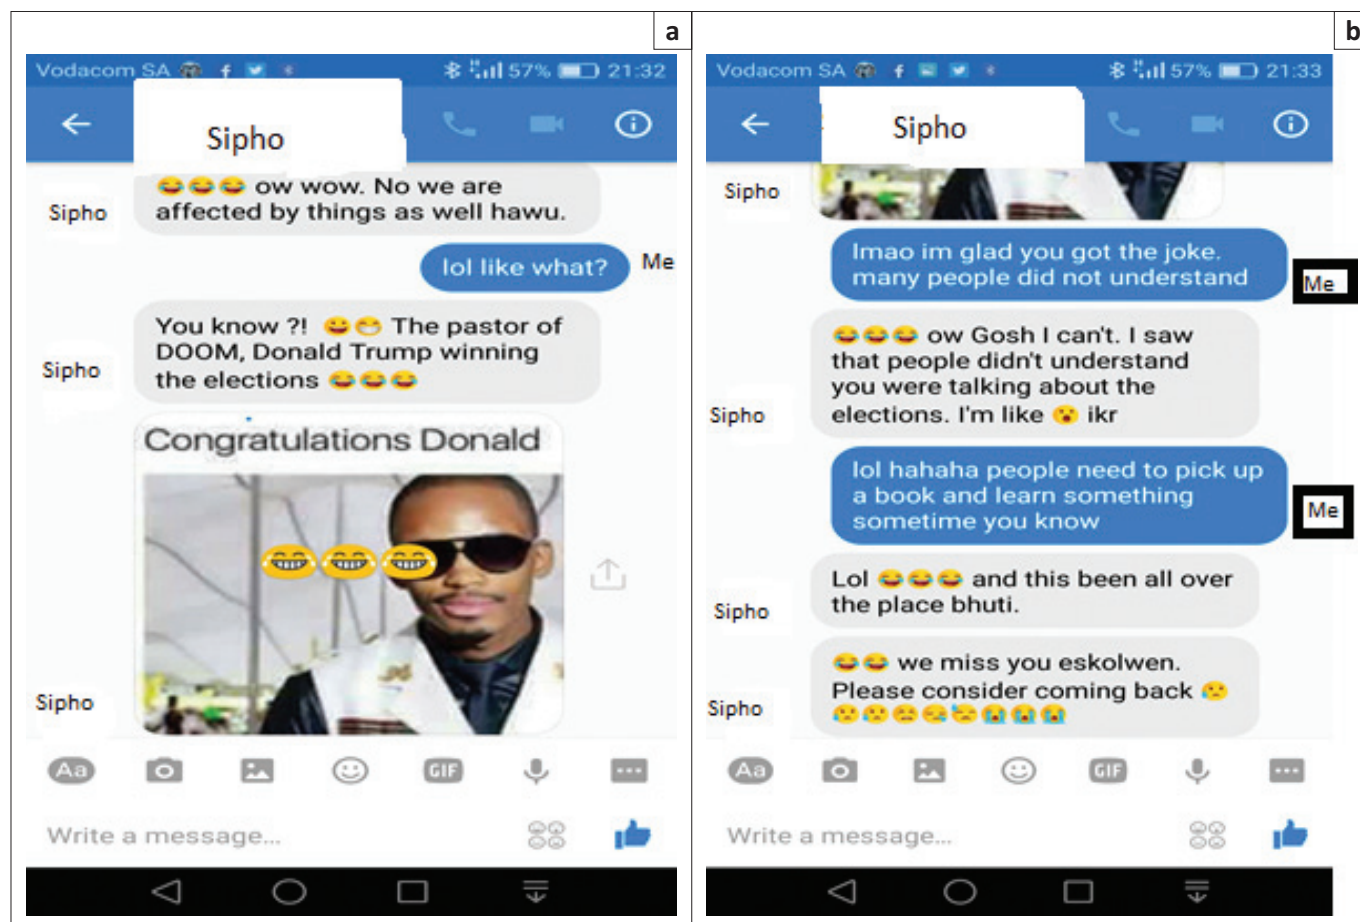 a
Vodacom SA 57% 21:32
Sipho
😂😂😂 ow wow. No we are
affected by things as well hawu.
Sipho
lol like what?
Me
You know ?! 😀😁 The pastor of
DOOM, Donald Trump winning
the elections 😂😂😂
Sipho
Congratulations Donald
Sipho
Aa
GIF
Write a message...
b
Vodacom SA 57% 21:33
Sipho
Sipho
lmao im glad you got the joke.
many people did not understand
Me
😂😂😂 ow Gosh I can't. I saw
that people didn't understand
you were talking about the
elections. I'm like 😮 ikr
Sipho
lol hahaha people need to pick up
a book and learn something
sometime you know
Me
Lol 😂😂😂 and this been all over
the place bhuti.
Sipho
😂😂 we miss you eskolwen.
Please consider coming back 😢
😢😢😞😪😓😭😭😭
Sipho
Aa
GIF
Write a message...